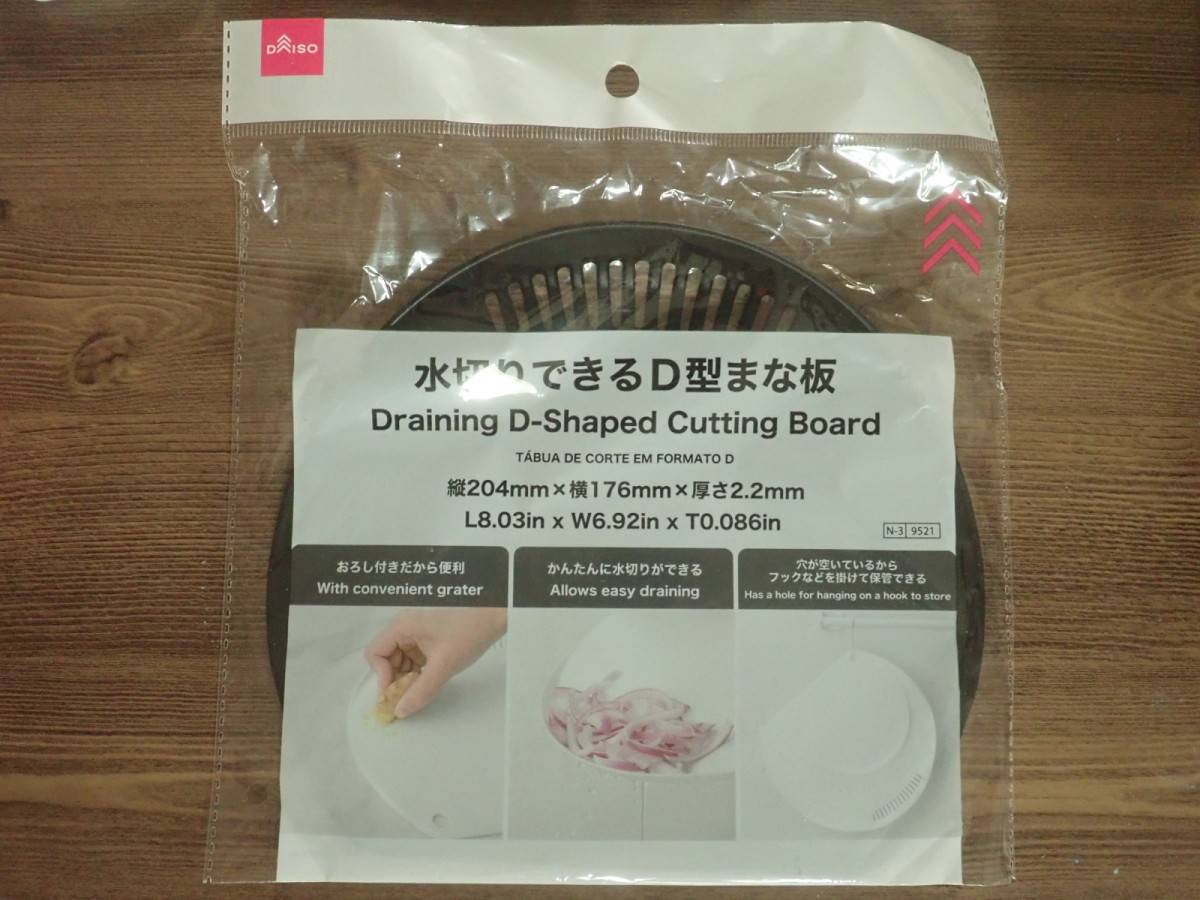 DAISO
水切りできるD型まな板
Draining D-Shaped Cutting Board
TÁBUA DE CORTE EM FORMATO D
縦204mm×横176mm×厚さ2.2mm
L8.03in x W6.92in x T0.086in
N-3 9521
おろし付きだから便利
With convenient grater
かんたんに水切りができる
Allows easy draining
穴が空いているから
フックなどを掛けて保管できる
Has a hole for hanging on a hook to store